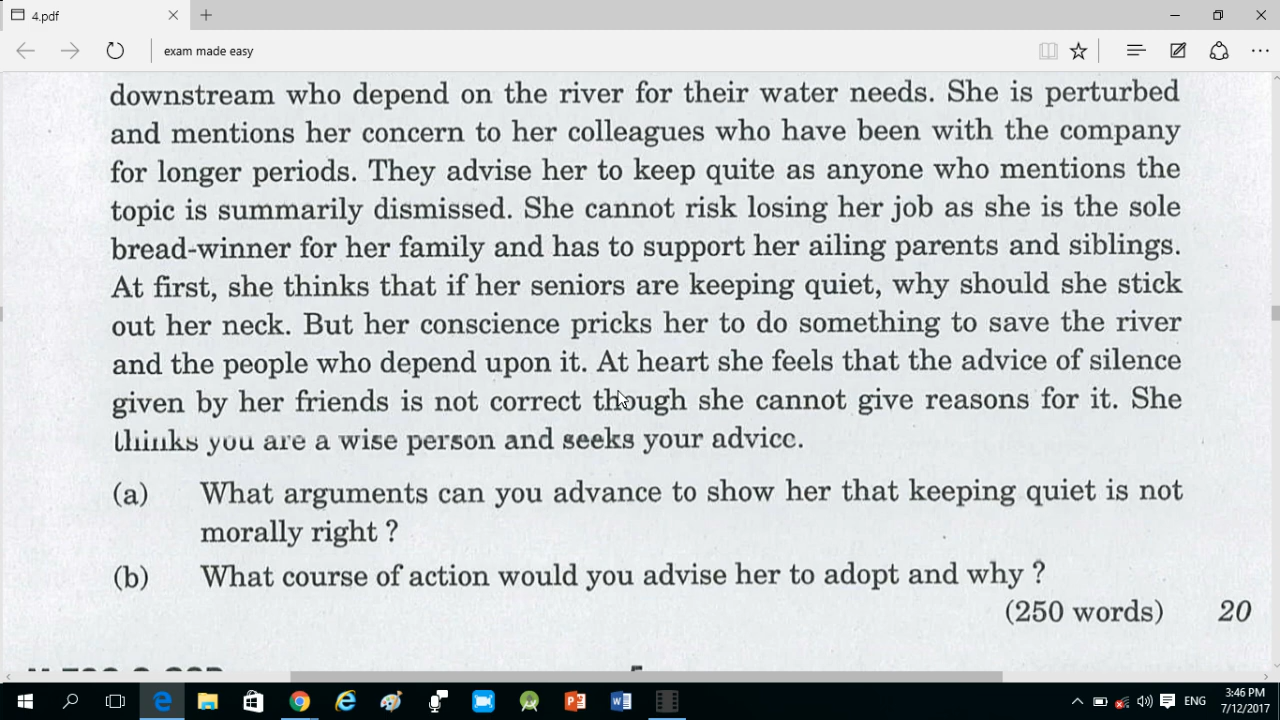 4.pdf
exam made easy
downstream who depend on the river for their water needs. She is perturbed
and mentions her concern to her colleagues who have been with the company
for longer periods. They advise her to keep quite as anyone who mentions the
topic is summarily dismissed. She cannot risk losing her job as she is the sole
bread-winner for her family and has to support her ailing parents and siblings.
At first, she thinks that if her seniors are keeping quiet, why should she stick
out her neck. But her conscience pricks her to do something to save the river
and the people who depend upon it. At heart she feels that the advice of silence
given by her friends is not correct though she cannot give reasons for it. She
thinks you are a wise person and seeks your advice.
(a) What arguments can you advance to show her that keeping quiet is not
morally right ?
(b) What course of action would you advise her to adopt and why ?
(250 words) 20
ENG
3:46 PM
7/12/2017